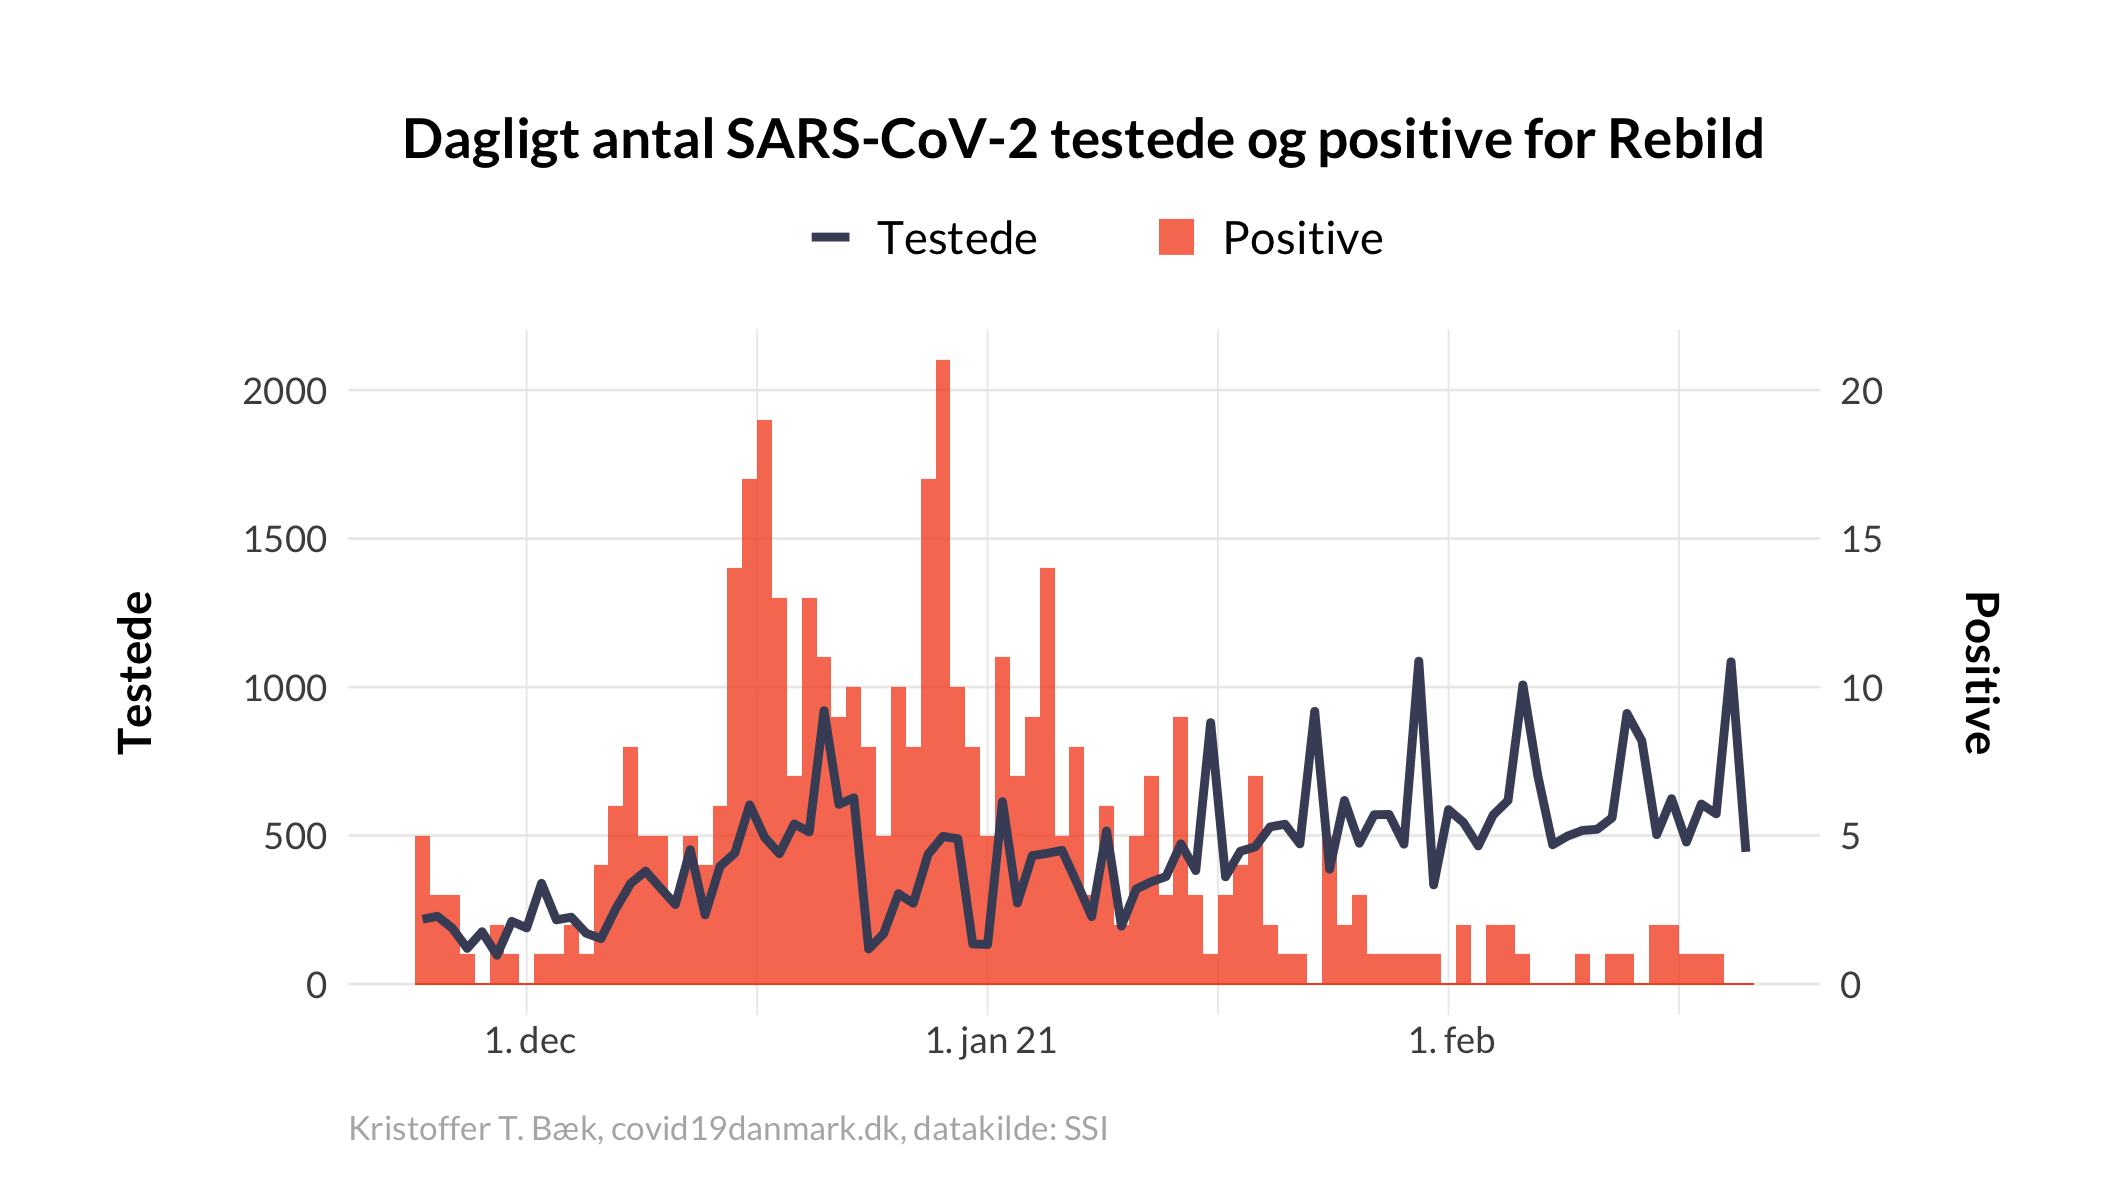 Dagligt antal SARS-CoV-2 testede og positive for Rebild
Testede Positive
2000 20
1500 15
1000 10
500 5
0 0
Testede
Positive
1. dec 1. jan 21 1. feb
Kristoffer T. Bæk, covid19danmark.dk, datakilde: SSI